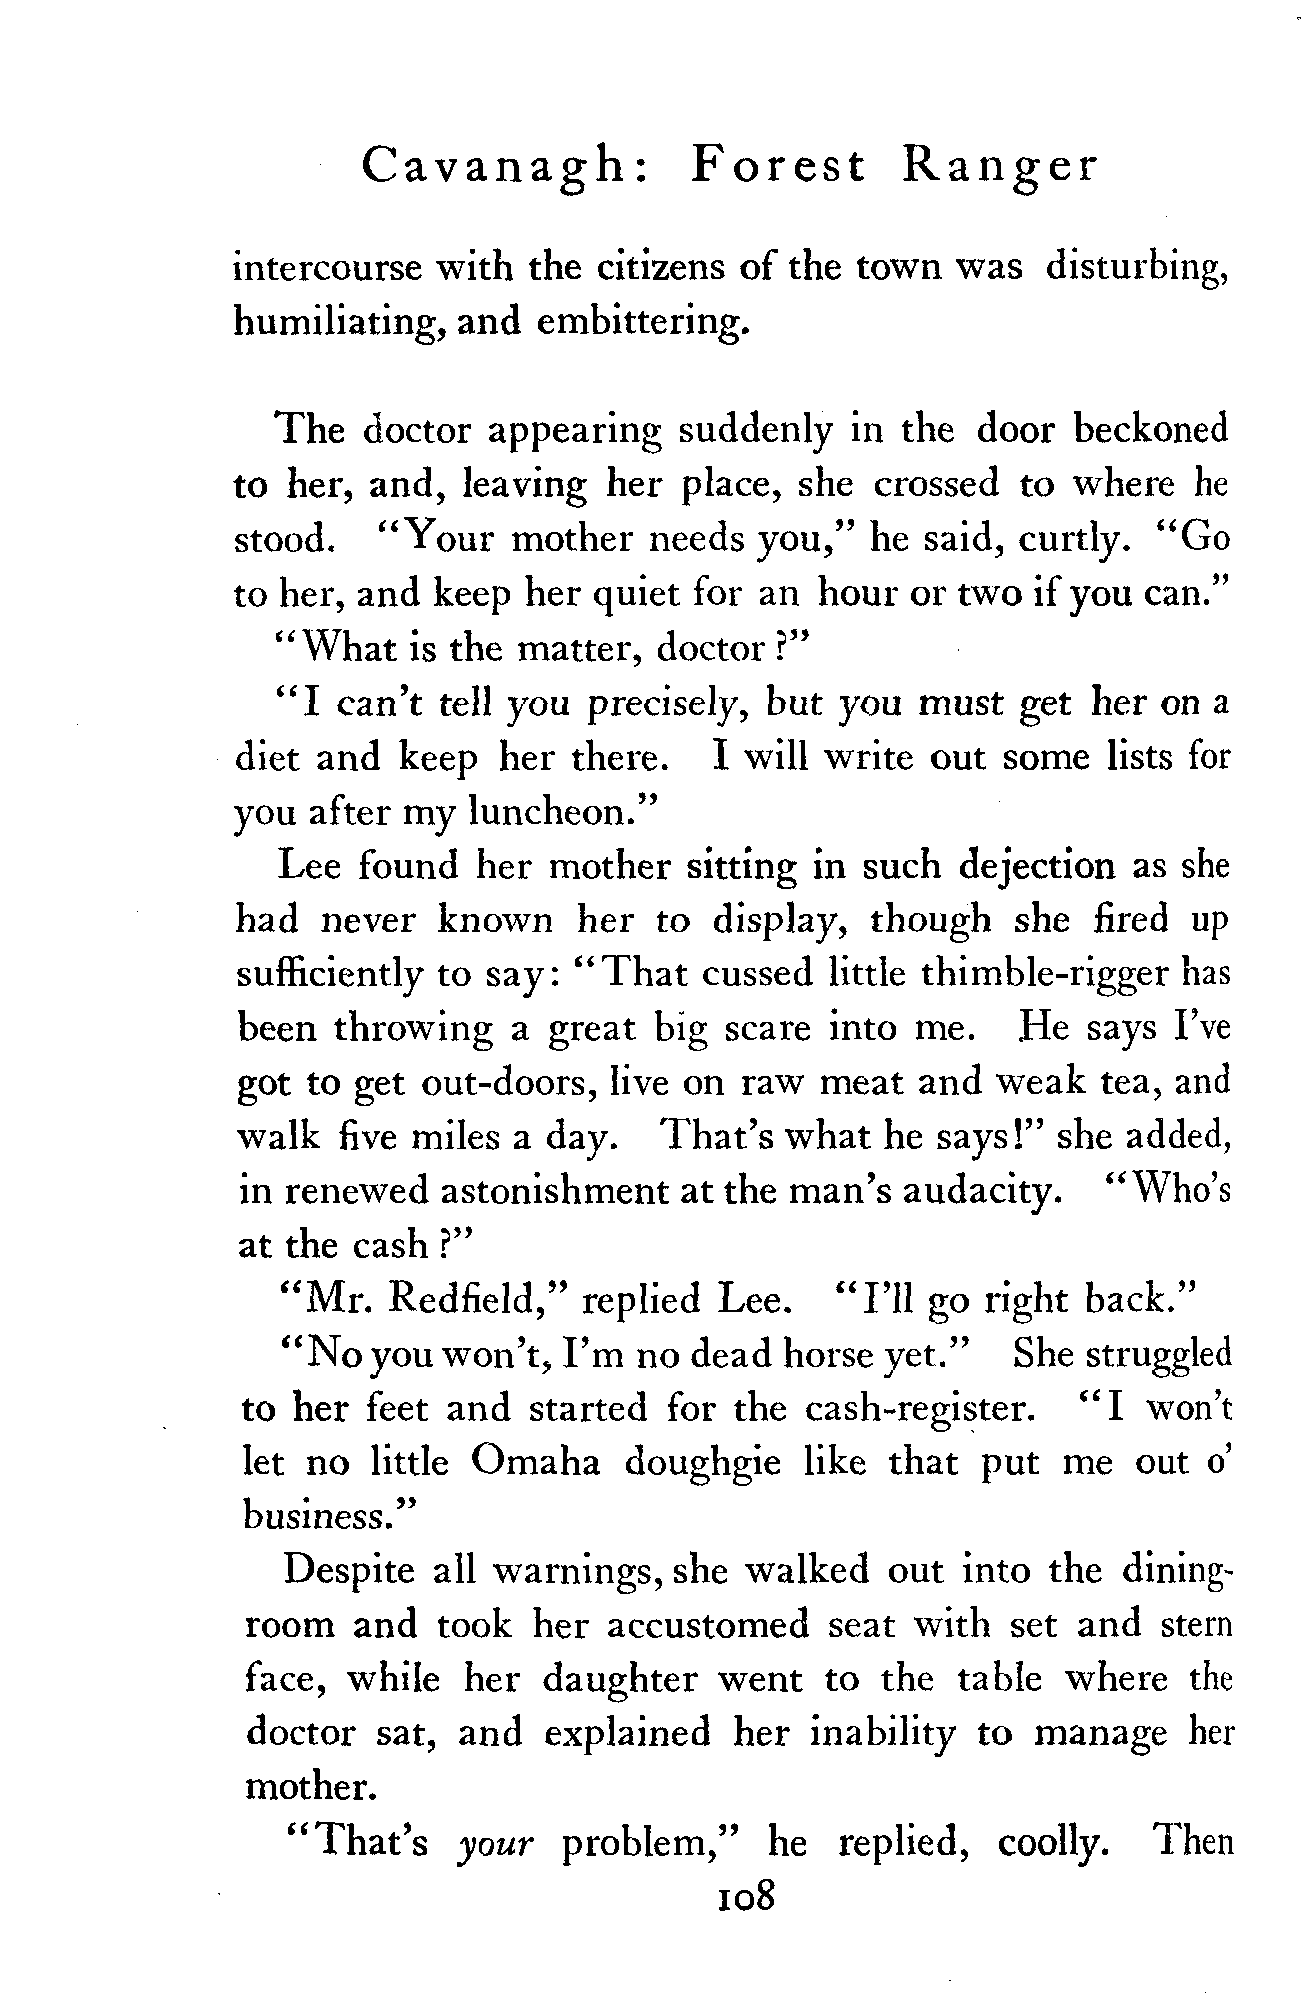 Cavanagh: Forest Ranger
intercourse with the citizens of the town was disturbing,
humiliating, and embittering.
The doctor appearing suddenly in the door beckoned
to her, and, leaving her place, she crossed to where he
stood. "Your mother needs you," he said, curtly. "Go
to her, and keep her quiet for an hour or two if you can."
"What is the matter, doctor?"
"I can't tell you precisely, but you must get her on a
diet and keep her there. I will write out some lists for
you after my luncheon."
Lee found her mother sitting in such dejection as she
had never known her to display, though she fired up
sufficiently to say: "That cussed little thimble-rigger has
been throwing a great big scare into me. He says I've
got to get out-doors, live on raw meat and weak tea, and
walk five miles a day. That's what he says!" she added,
in renewed astonishment at the man's audacity. "Who's
at the cash?"
"Mr. Redfield," replied Lee. "I'll go right back."
"No you won't, I'm no dead horse yet." She struggled
to her feet and started for the cash-register. "I won't
let no little Omaha doughgie like that put me out o'
business."
Despite all warnings, she walked out into the dining-
room and took her accustomed seat with set and stern
face, while her daughter went to the table where the
doctor sat, and explained her inability to manage her
mother.
"That's your problem," he replied, coolly. Then
108